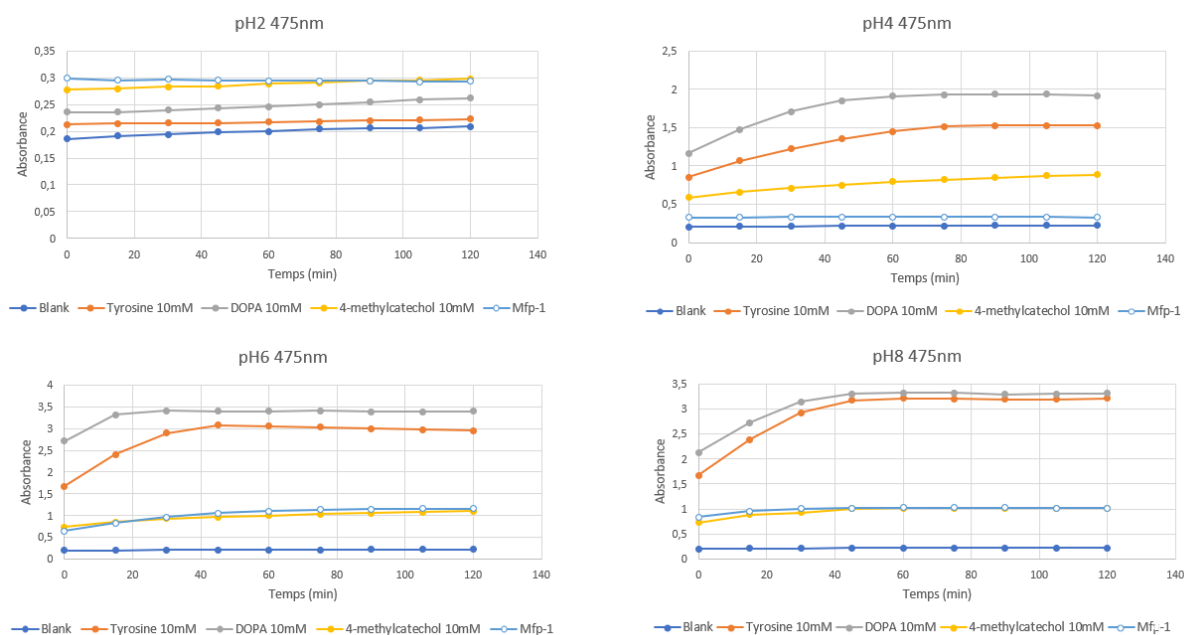 pH2 475nm
0,35
0,3
0,25
0,2
0,15
0,1
0,05
0
Absorbance
0 20 40 60 80 100 120 140
Temps (min)
Blank Tyrosine 10mM DOPA 10mM 4-methylcatechol 10mM Mfp-1
pH4 475nm
2,5
2
1,5
1
0,5
0
Absorbance
0 20 40 60 80 100 120 140
Temps (min)
Blank Tyrosine 10mM DOPA 10mM 4-methylcatechol 10mM Mfp-1
pH6 475nm
4
3,5
3
2,5
2
1,5
1
0,5
0
Absorbance
0 20 40 60 80 100 120 140
Temps (min)
Blank Tyrosine 10mM DOPA 10mM 4-methylcatechol 10mM Mfp-1
pH8 475nm
3,5
3
2,5
2
1,5
1
0,5
0
Absorbance
0 20 40 60 80 100 120 140
Temps (min)
Blank Tyrosine 10mM DOPA 10mM 4-methylcatechol 10mM